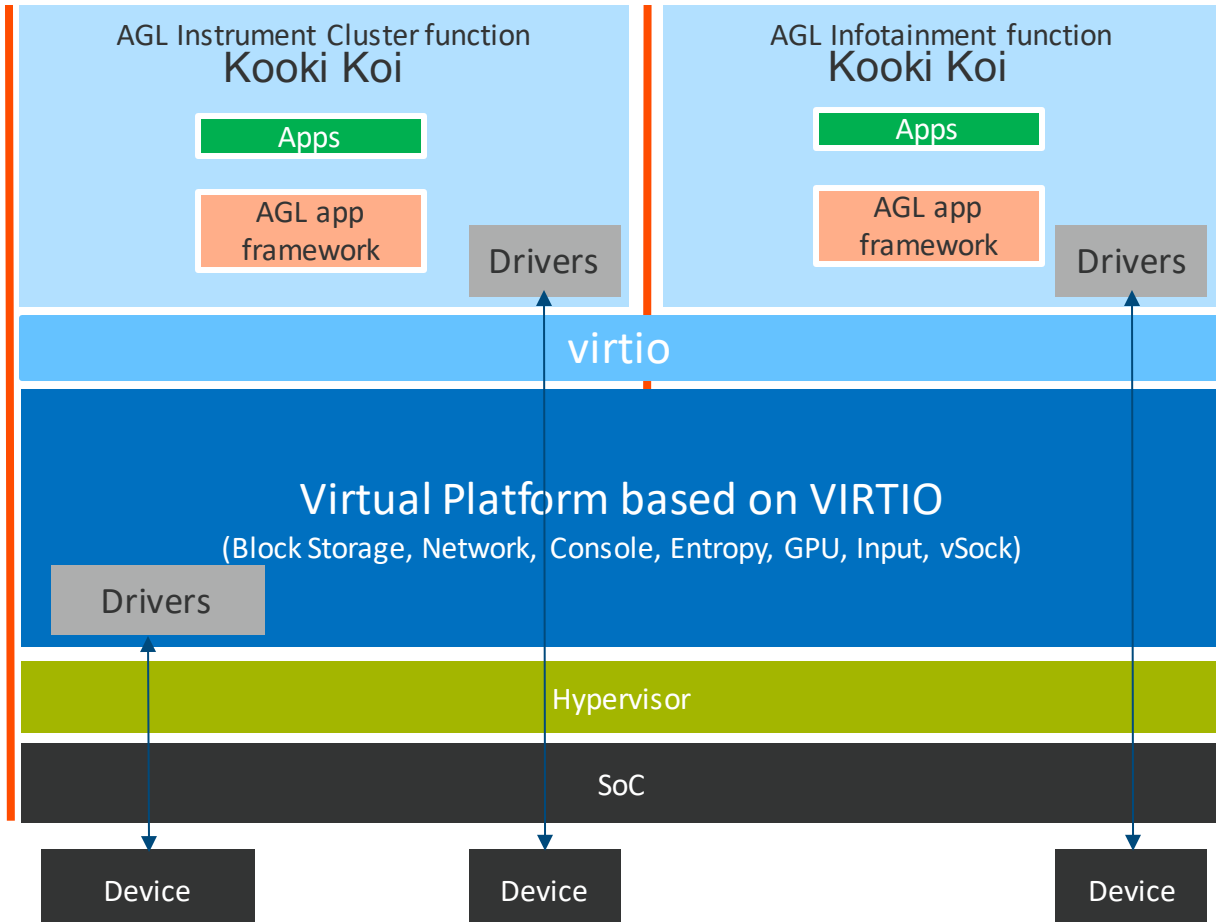 AGL Instrument Cluster function
Kooki Koi
Apps
AGL app
framework
Drivers
AGL Infotainment function
Kooki Koi
Apps
AGL app
framework
Drivers
virtio
Virtual Platform based on VIRTIO
(Block Storage, Network, Console, Entropy, GPU, Input, vSock)
Drivers
Hypervisor
SoC
Device
Device
Device